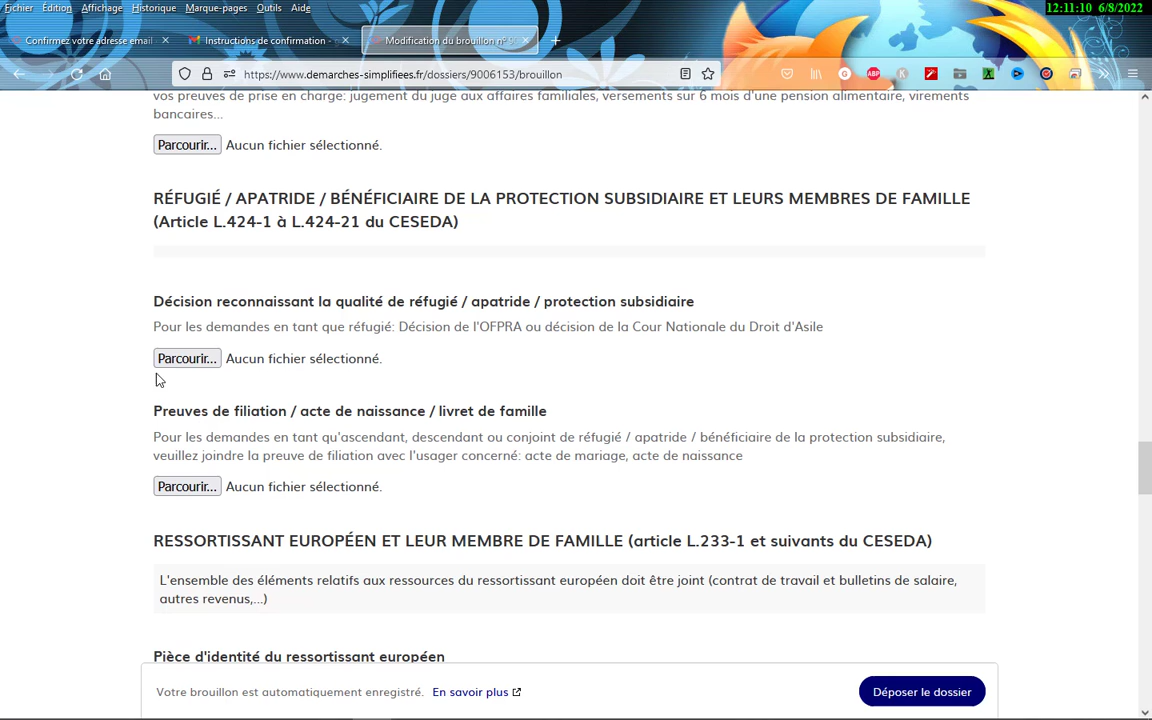 Fichier Édition Affichage Historique Marque-pages Outils Aide
12:11:10 6/8/2022
Confirmez votre adresse email
Instructions de confirmation -
Modification du brouillon n° 9
https://www.demarches-simplifiees.fr/dossiers/9006153/brouillon
vos preuves de prise en charge: jugement du juge aux affaires familiales, versements sur 6 mois d'une pension alimentaire, virements
bancaires...
Parcourir... Aucun fichier sélectionné.
RÉFUGIÉ / APATRIDE / BÉNÉFICIAIRE DE LA PROTECTION SUBSIDIAIRE ET LEURS MEMBRES DE FAMILLE
(Article L.424-1 à L.424-21 du CESEDA)
Décision reconnaissant la qualité de réfugié / apatride / protection subsidiaire
Pour les demandes en tant que réfugié: Décision de l'OFPRA ou décision de la Cour Nationale du Droit d'Asile
Parcourir... Aucun fichier sélectionné.
Preuves de filiation / acte de naissance / livret de famille
Pour les demandes en tant qu'ascendant, descendant ou conjoint de réfugié / apatride / bénéficiaire de la protection subsidiaire,
veuillez joindre la preuve de filiation avec l'usager concerné: acte de mariage, acte de naissance
Parcourir... Aucun fichier sélectionné.
RESSORTISSANT EUROPÉEN ET LEUR MEMBRE DE FAMILLE (article L.233-1 et suivants du CESEDA)
L'ensemble des éléments relatifs aux ressources du ressortissant européen doit être joint (contrat de travail et bulletins de salaire,
autres revenus,...)
Pièce d'identité du ressortissant européen
Votre brouillon est automatiquement enregistré. En savoir plus
Déposer le dossier